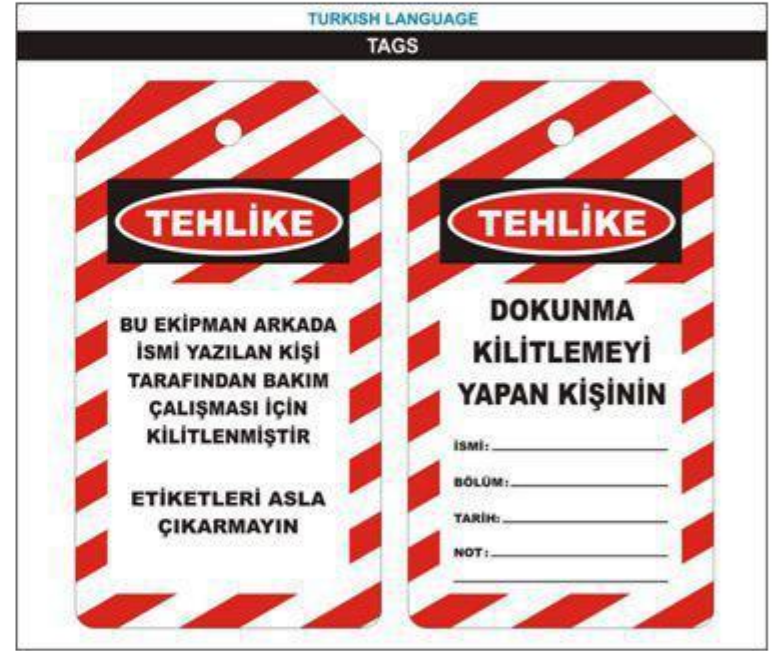 TURKISH LANGUAGE
TAGS
TEHLİKE
BU EKİPMAN ARKADA
İSMİ YAZILAN KİŞİ
TARAFINDAN BAKIM
ÇALIŞMASI İÇİN
KİLİTLENMİŞTİR
ETİKETLERİ ASLA
ÇIKARMAYIN
TEHLİKE
DOKUNMA
KİLİTLEMEYİ
YAPAN KİŞİNİN
İSMİ:
BÖLÜM:
TARİH:
NOT: